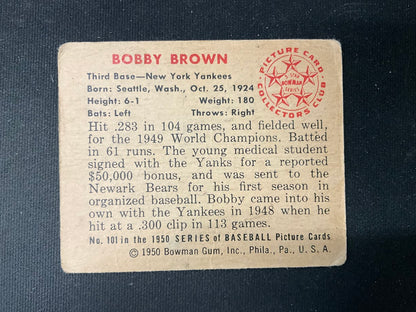 BOBBY BROWN
Third Base—New York Yankees
Born: Seattle, Wash., Oct. 25, 1924
Height: 6-1 Weight: 180
Bats: Left Throws: Right
PICTURE CARD
COLLECTORS CLUB
5-STAR
BOWMAN
SERIES
Hit .283 in 104 games, and fielded well,
for the 1949 World Champions. Batted
in 61 runs. The young medical student
signed with the Yanks for a reported
$50,000 bonus, and was sent to the
Newark Bears for his first season in
organized baseball. Bobby came into his
own with the Yankees in 1948 when he
hit at a .300 clip in 113 games.
No. 101 in the 1950 SERIES of BASEBALL Picture Cards
© 1950 Bowman Gum, Inc., Phila., Pa., U. S. A.